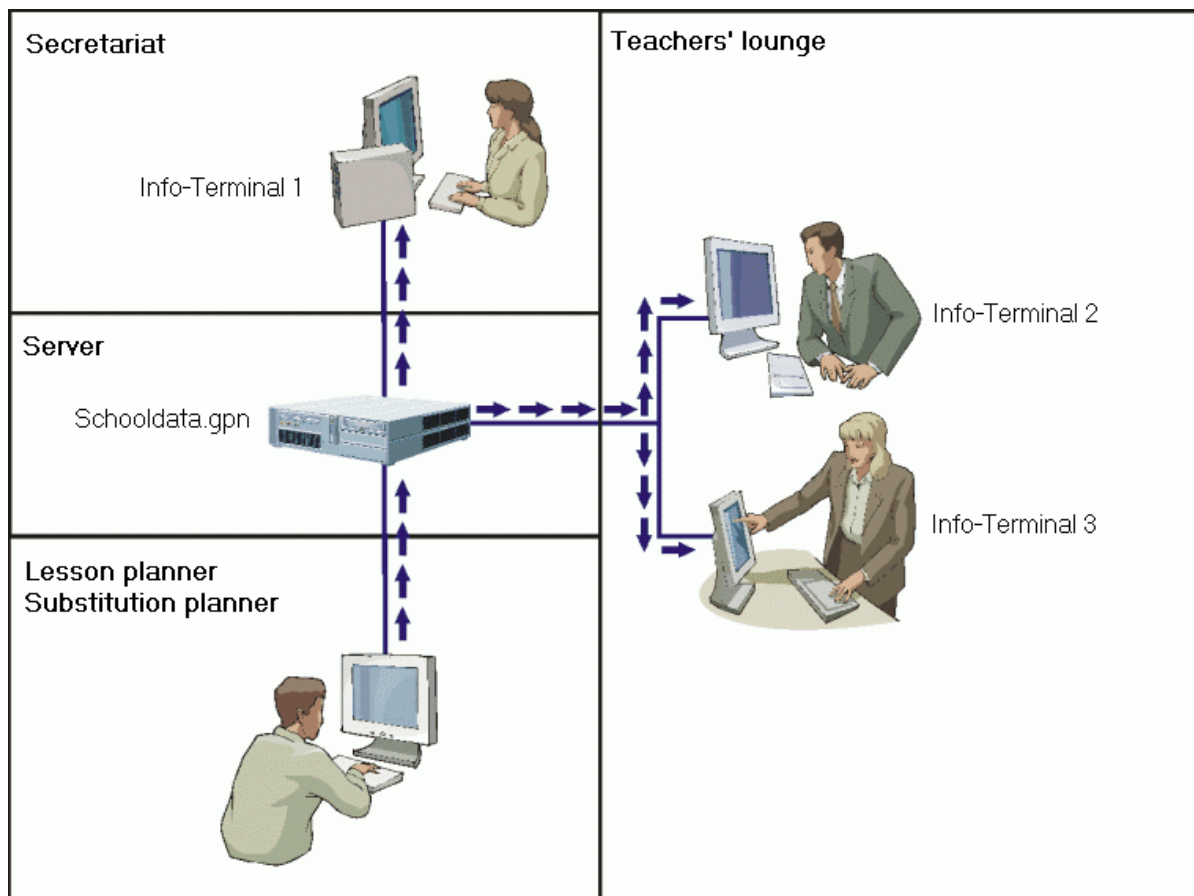 Secretariat
Info-Terminal 1
Server
Schooldata.gpn
Lesson planner
Substitution planner
Teachers' lounge
Info-Terminal 2
Info-Terminal 3